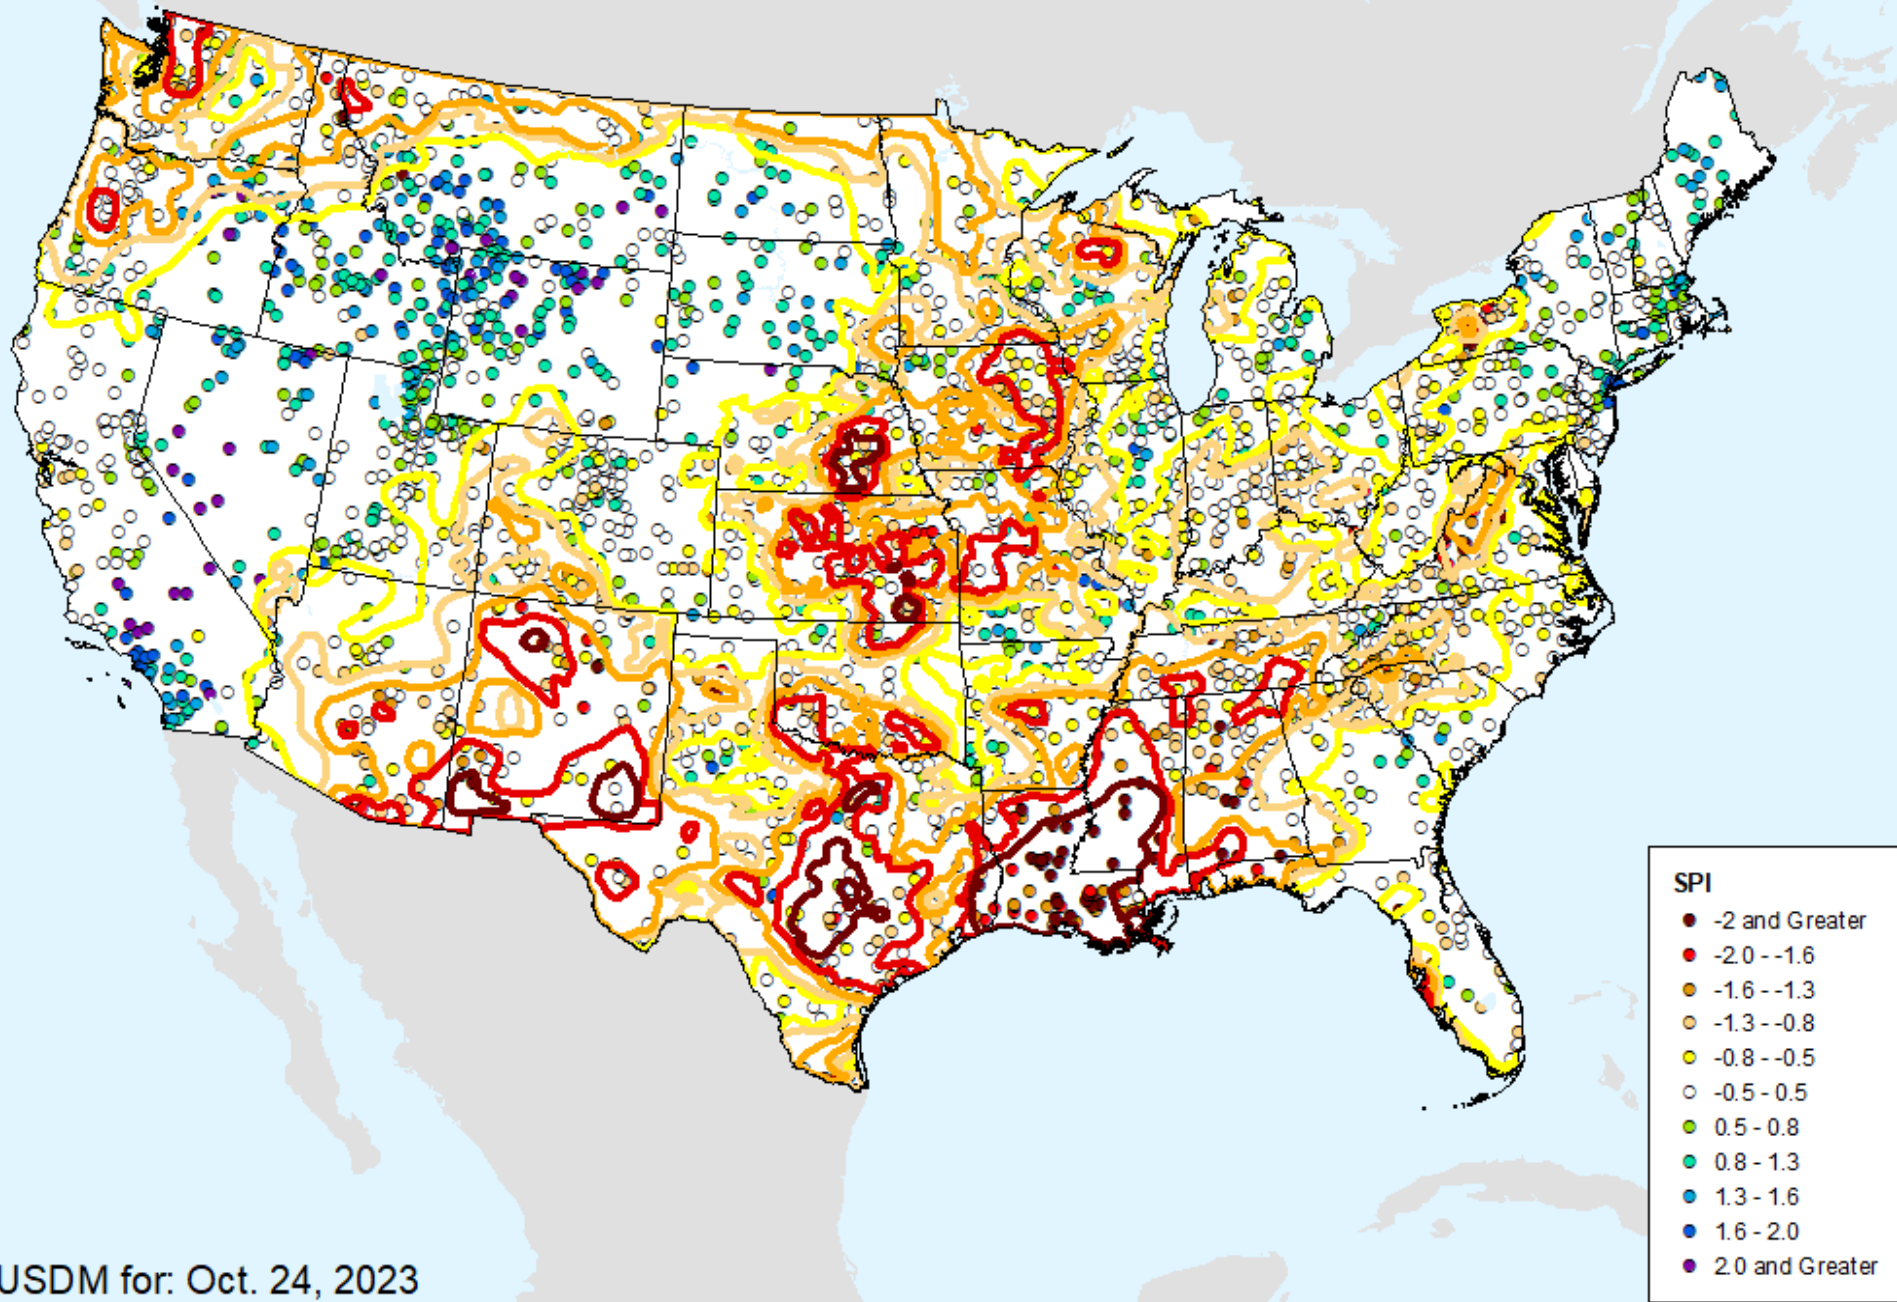 SPI
-2 and Greater
-2.0 - -1.6
-1.6 - -1.3
-1.3 - -0.8
-0.8 - -0.5
-0.5 - 0.5
0.5 - 0.8
0.8 - 1.3
1.3 - 1.6
1.6 - 2.0
2.0 and Greater
USDM for: Oct. 24, 2023